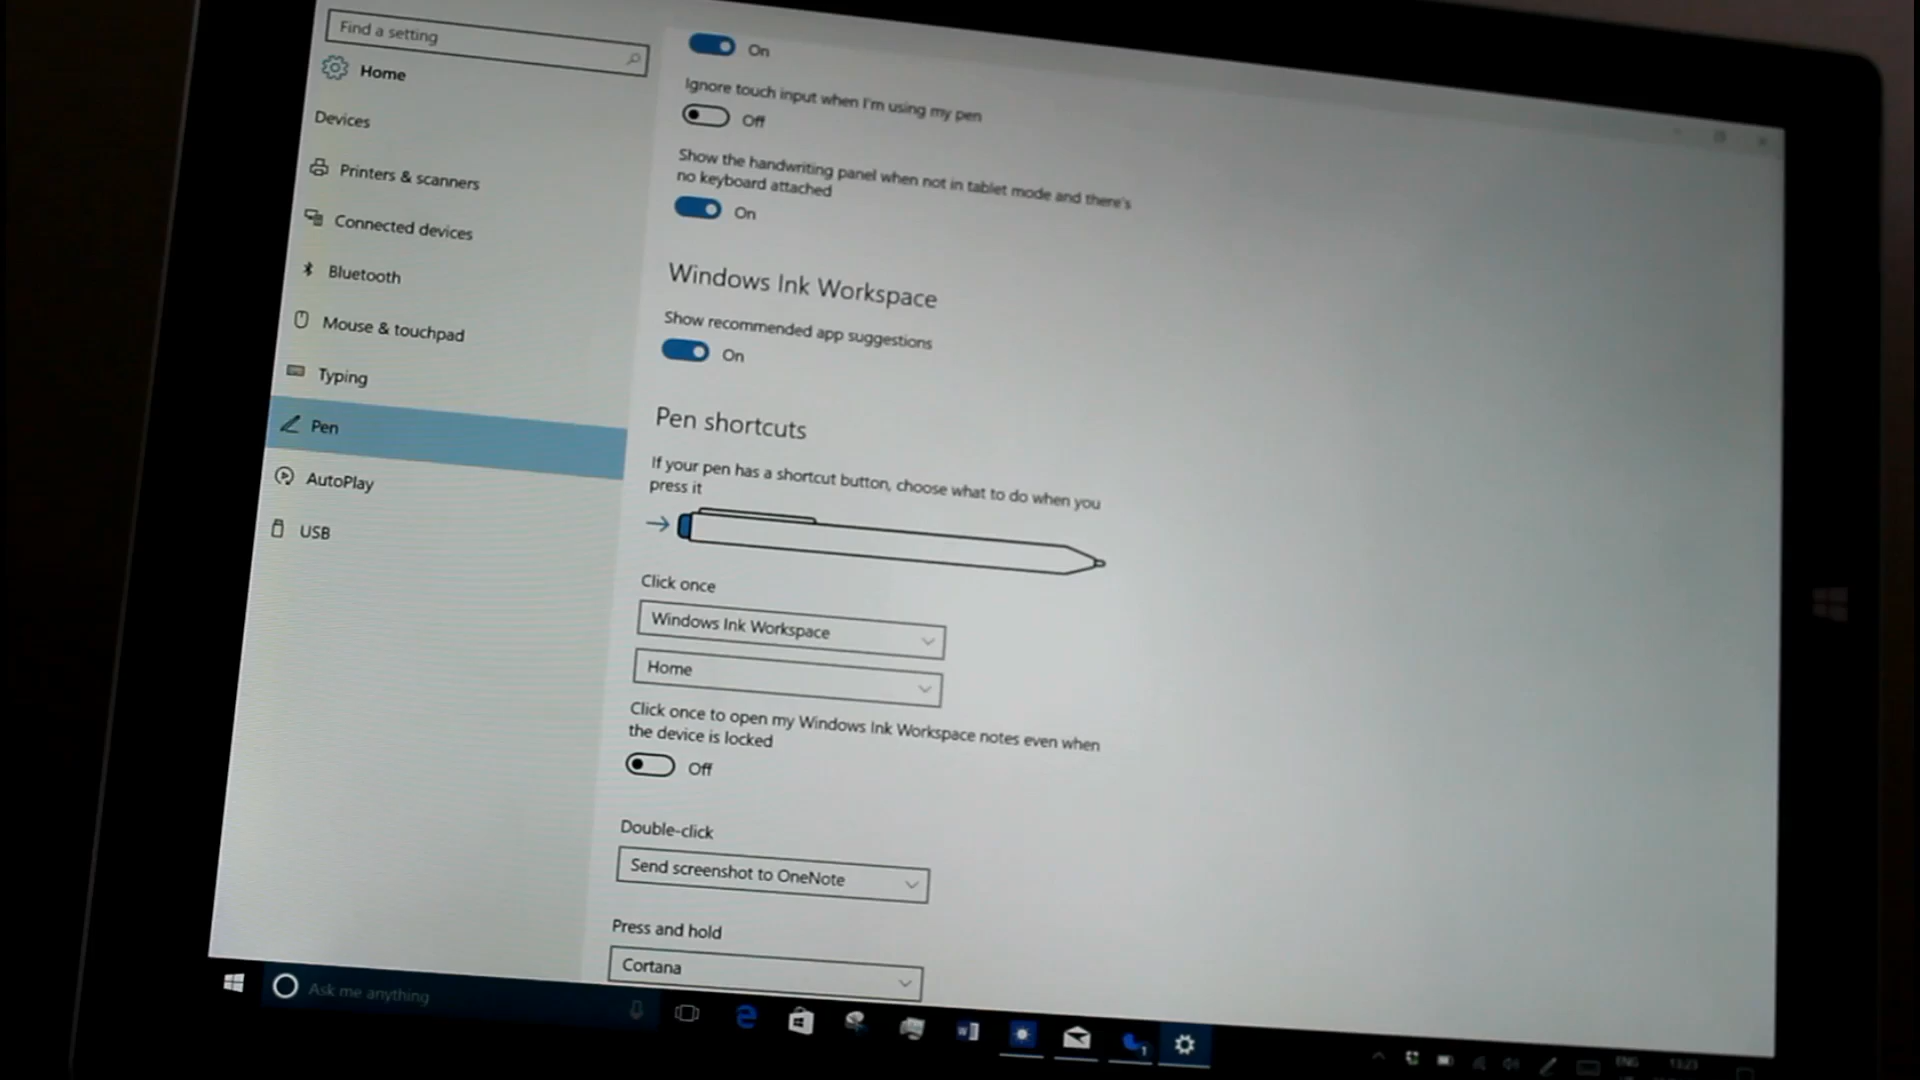 Find a setting
Home
Devices
Printers & scanners
Connected devices
Bluetooth
Mouse & touchpad
Typing
Pen
AutoPlay
USB
On
Ignore touch input when I'm using my pen
Off
Show the handwriting panel when not in tablet mode and there's
no keyboard attached
On
Windows Ink Workspace
Show recommended app suggestions
On
Pen shortcuts
If your pen has a shortcut button, choose what to do when you
press it
Click once
Windows Ink Workspace
Home
Click once to open my Windows Ink Workspace notes even when
the device is locked
Off
Double-click
Send screenshot to OneNote
Press and hold
Cortana
Ask me anything
1
ENG
13:23